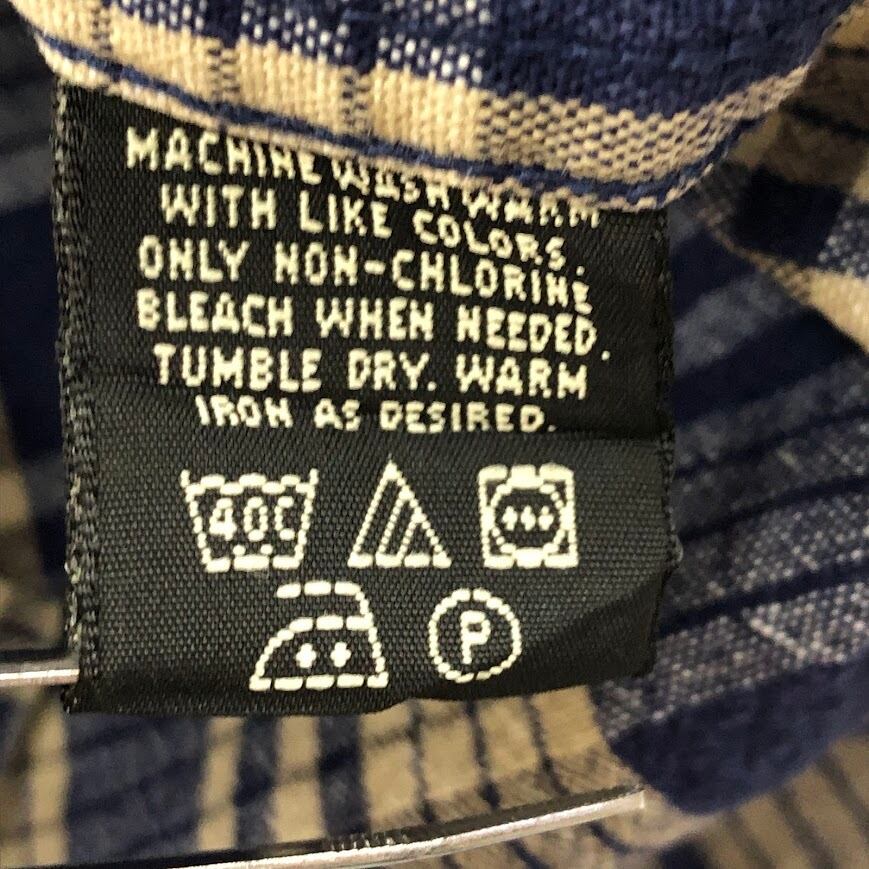 MACHINE WASH WARM
WITH LIKE COLORS.
ONLY NON-CHLORINE
BLEACH WHEN NEEDED.
TUMBLE DRY. WARM
IRON AS DESIRED.
40C
P